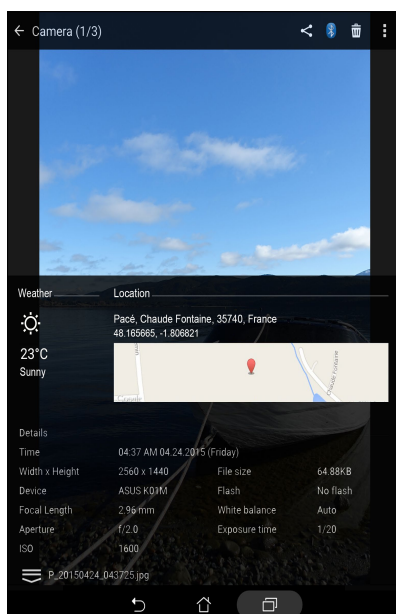 Camera (1/3)
Weather Location
Pacé, Chaude Fontaine, 35740, France
48.165665, -1.806821
23°C
Sunny
Chaude Fontaine
Details
Time 04:37 AM 04.24.2015 (Friday)
Width x Height 2560 x 1440 File size 64.88KB
Device ASUS K01M Flash No flash
Focal Length 2.96 mm White balance Auto
Aperture f/2.0 Exposure time 1/20
ISO 1600
P_20150424_043725.jpg